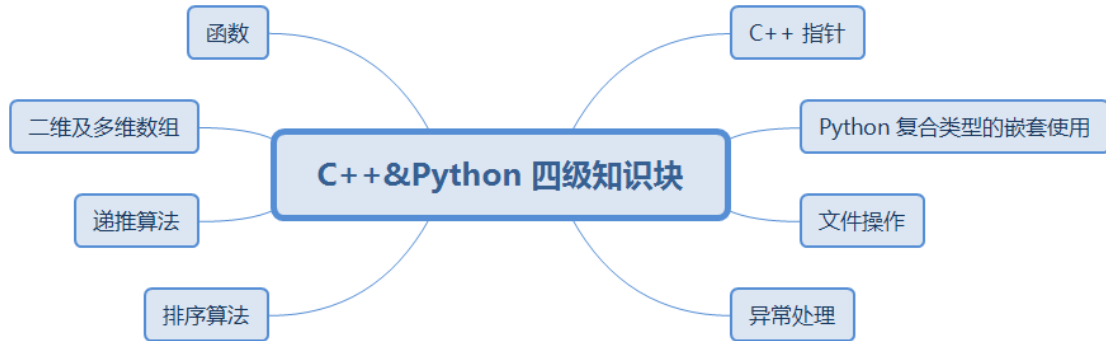 函数
二维及多维数组
递推算法
排序算法
C++&Python 四级知识块
C++ 指针
Python 复合类型的嵌套使用
文件操作
异常处理